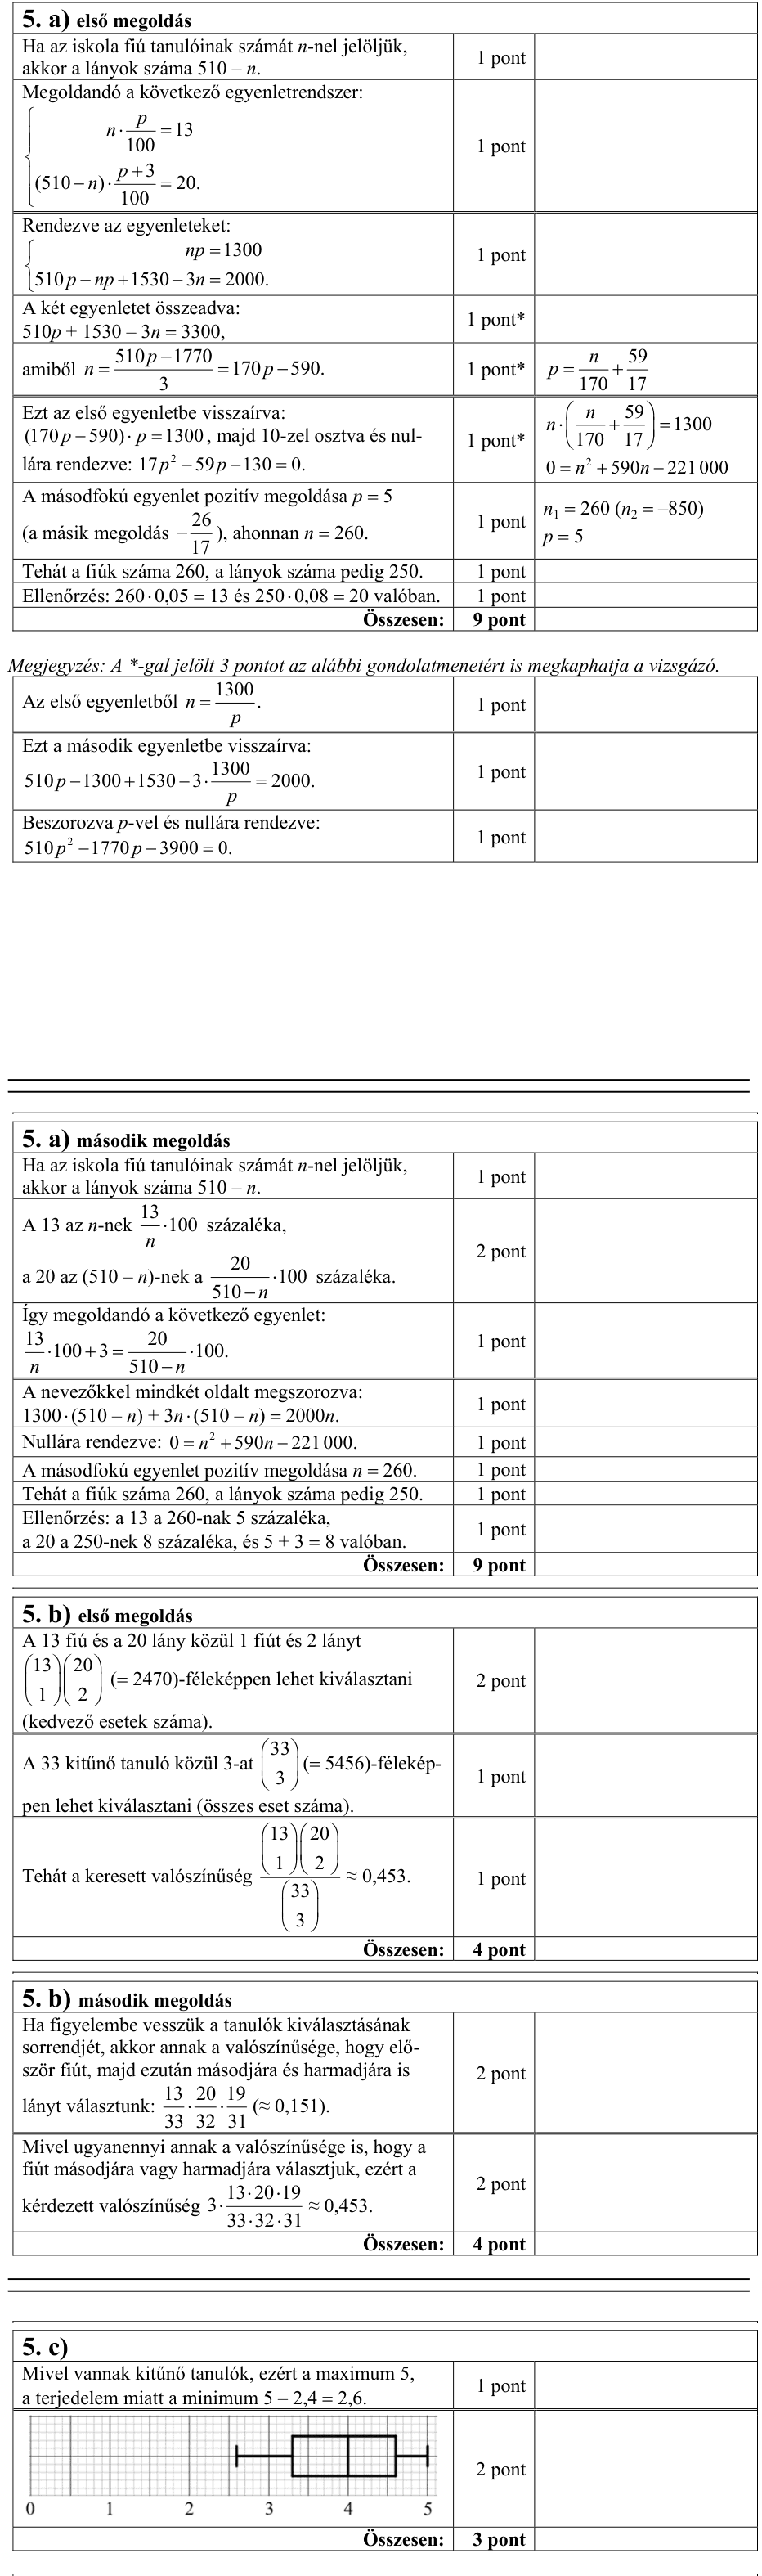 5. a) első megoldás
Ha az iskola fiú tanulóinak számát n-nel jelöljük,
akkor a lányok száma 510 – n.
1 pont
Megoldandó a következő egyenletrendszer:
n · p/100 = 13
(510 – n) · (p + 3)/100 = 20.
1 pont
Rendezve az egyenleteket:
np = 1300
510p – np + 1530 – 3n = 2000.
1 pont
A két egyenletet összeadva:
510p + 1530 – 3n = 3300,
1 pont*
amiből n = (510p – 1770)/3 = 170p – 590.
1 pont*
p = n/170 + 59/17
Ezt az első egyenletbe visszaírva:
(170p – 590) · p = 1300, majd 10-zel osztva és nul-
lára rendezve: 17p² – 59p – 130 = 0.
1 pont*
n · (n/170 + 59/17) = 1300
0 = n² + 590n – 221 000
A másodfokú egyenlet pozitív megoldása p = 5
(a másik megoldás –26/17), ahonnan n = 260.
1 pont
n₁ = 260 (n₂ = –850)
p = 5
Tehát a fiúk száma 260, a lányok száma pedig 250.
1 pont
Ellenőrzés: 260 · 0,05 = 13 és 250 · 0,08 = 20 valóban.
1 pont
Összesen:
9 pont
Megjegyzés: A *-gal jelölt 3 pontot az alábbi gondolatmenetért is megkaphatja a vizsgázó.
Az első egyenletből n = 1300/p.
1 pont
Ezt a második egyenletbe visszaírva:
510p – 1300 + 1530 – 3 · 1300/p = 2000.
1 pont
Beszorozva p-vel és nullára rendezve:
510p² – 1770p – 3900 = 0.
1 pont
5. a) második megoldás
Ha az iskola fiú tanulóinak számát n-nel jelöljük,
akkor a lányok száma 510 – n.
1 pont
A 13 az n-nek 13/n · 100 százaléka,
a 20 az (510 – n)-nek a 20/(510 – n) · 100 százaléka.
2 pont
Így megoldandó a következő egyenlet:
13/n · 100 + 3 = 20/(510 – n) · 100.
1 pont
A nevezőkkel mindkét oldalt megszorozva:
1300 · (510 – n) + 3n · (510 – n) = 2000n.
1 pont
Nullára rendezve: 0 = n² + 590n – 221 000.
1 pont
A másodfokú egyenlet pozitív megoldása n = 260.
1 pont
Tehát a fiúk száma 260, a lányok száma pedig 250.
1 pont
Ellenőrzés: a 13 a 260-nak 5 százaléka,
a 20 a 250-nek 8 százaléka, és 5 + 3 = 8 valóban.
1 pont
Összesen:
9 pont
5. b) első megoldás
A 13 fiú és a 20 lány közül 1 fiút és 2 lányt
(13 1)(20 2) (= 2470)-féleképpen lehet kiválasztani
(kedvező esetek száma).
2 pont
A 33 kitűnő tanuló közül 3-at (33 3) (= 5456)-félekép-
pen lehet kiválasztani (összes eset száma).
1 pont
Tehát a keresett valószínűség (13 1)(20 2)/(33 3) ≈ 0,453.
1 pont
Összesen:
4 pont
5. b) második megoldás
Ha figyelembe vesszük a tanulók kiválasztásának
sorrendjét, akkor annak a valószínűsége, hogy elő-
ször fiút, majd ezután másodjára és harmadjára is
lányt választunk: 13/33 · 20/32 · 19/31 (≈ 0,151).
2 pont
Mivel ugyanennyi annak a valószínűsége is, hogy a
fiút másodjára vagy harmadjára választjuk, ezért a
kérdezett valószínűség 3 · (13·20·19)/(33·32·31) ≈ 0,453.
2 pont
Összesen:
4 pont
5. c)
Mivel vannak kitűnő tanulók, ezért a maximum 5,
a terjedelem miatt a minimum 5 – 2,4 = 2,6.
1 pont
0 1 2 3 4 5
2 pont
Összesen:
3 pont